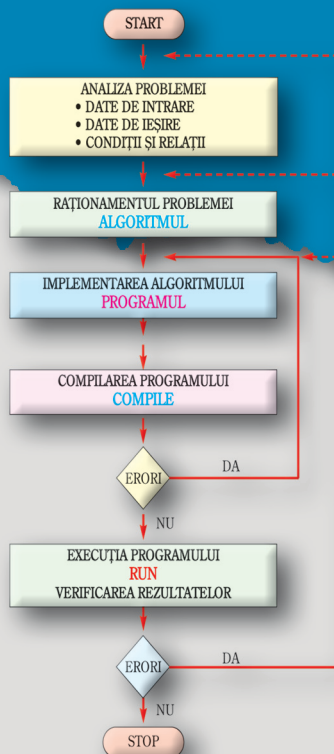 START
ANALIZA PROBLEMEI
• DATE DE INTRARE
• DATE DE IEȘIRE
• CONDIȚII ȘI RELAȚII
RAȚIONAMENTUL PROBLEMEI
ALGORITMUL
IMPLEMENTAREA ALGORITMULUI
PROGRAMUL
COMPILAREA PROGRAMULUI
COMPILE
ERORI
DA
NU
EXECUȚIA PROGRAMULUI
RUN
VERIFICAREA REZULTATELOR
ERORI
DA
NU
STOP